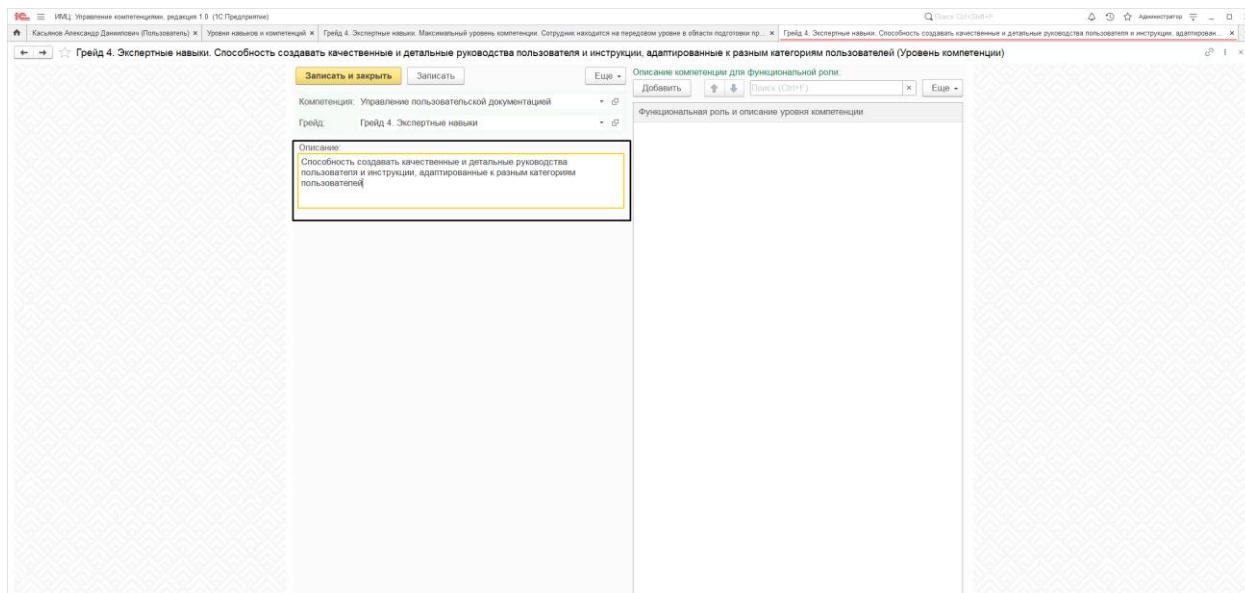 1С ИМЦ: Управление компетенциями, редакция 1.0 (1С:Предприятие)
Поиск Ctrl+Shift+F
Администратор
Касьянов Александр Даниилович (Пользователь) ×
Уровни навыков и компетенций ×
Грейд 4. Экспертные навыки. Максимальный уровень компетенции. Сотрудник находится на передовом уровне в области подготовки пр... ×
Грейд 4. Экспертные навыки. Способность создавать качественные и детальные руководства пользователя и инструкции, адаптирован... ×
Грейд 4. Экспертные навыки. Способность создавать качественные и детальные руководства пользователя и инструкции, адаптированные к разным категориям пользователей (Уровень компетенции)
Записать и закрыть
Записать
Еще
Компетенция: Управление пользовательской документацией
Грейд: Грейд 4. Экспертные навыки
Описание:
Способность создавать качественные и детальные руководства
пользователя и инструкции, адаптированные к разным категориям
пользователей
Описание компетенции для функциональной роли:
Добавить
Поиск (Ctrl+F)
×
Еще
Функциональная роль и описание уровня компетенции